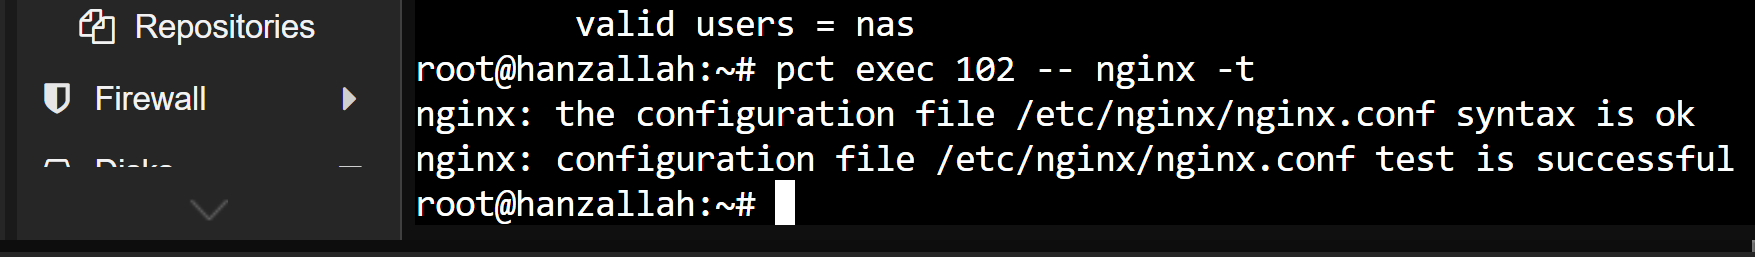 Repositories
Firewall
Disks
valid users = nas
root@hanzallah:~# pct exec 102 -- nginx -t
nginx: the configuration file /etc/nginx/nginx.conf syntax is ok
nginx: configuration file /etc/nginx/nginx.conf test is successful
root@hanzallah:~#